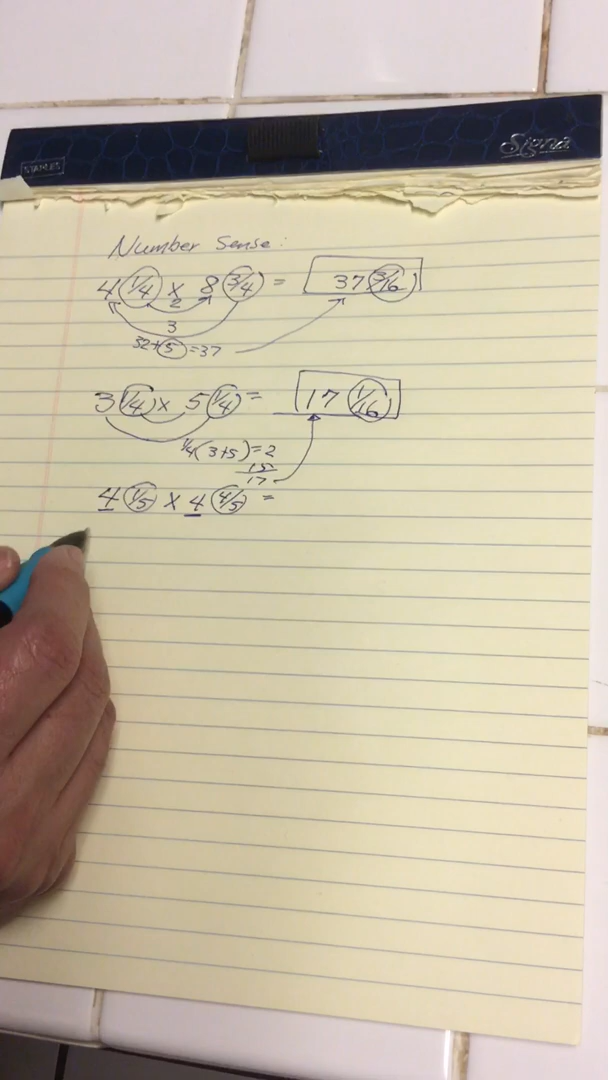 STAPLES
Signa
Number Sense:
4 1/4 x 8 3/4 = 37 3/16
2
3
32+5=37
3 1/4 x 5 1/4 = 17 1/16
1/4(3+5)=2
15
17
4 1/5 x 4 4/5 =